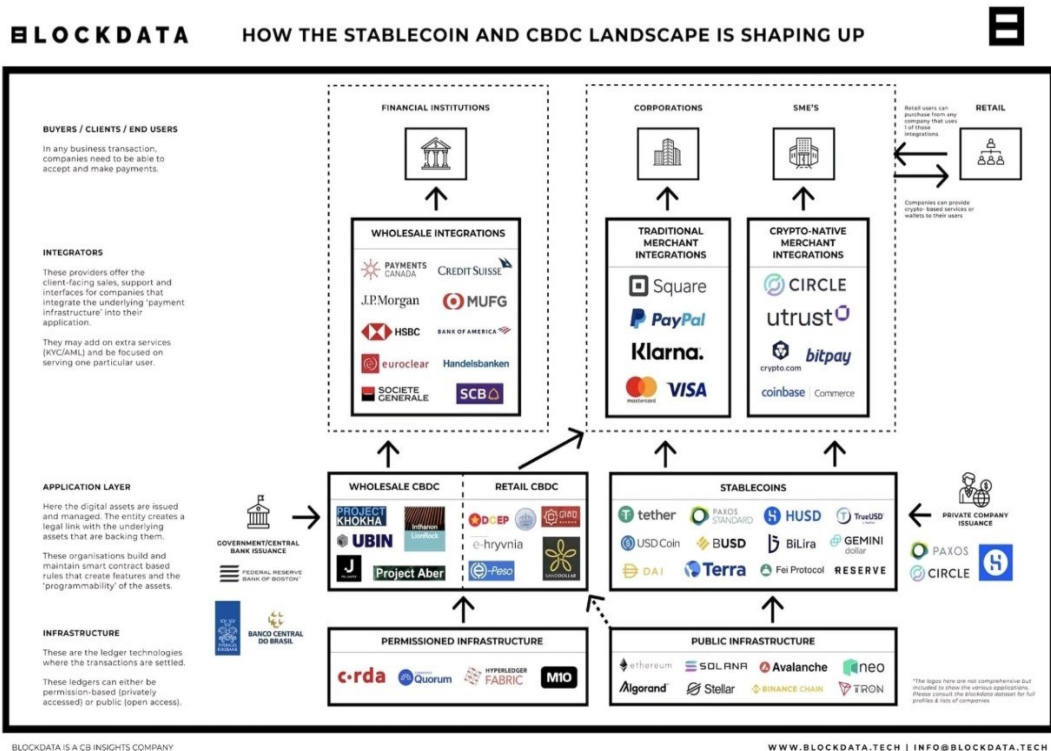 BLOCKDATA
HOW THE STABLECOIN AND CBDC LANDSCAPE IS SHAPING UP
BUYERS / CLIENTS / END USERS
In any business transaction,
companies need to be able to
accept and make payments.
FINANCIAL INSTITUTIONS
CORPORATIONS
SME'S
RETAIL
Retail users can
purchase from any
company that uses
1 of those
integrations
Companies can provide
crypto- based services or
wallets to their users
INTEGRATORS
These providers offer the
client-facing sales, support and
interfaces for companies that
integrate the underlying 'payment
infrastructure' into their
application.
They may add on extra services
(KYC/AML) and be focused on
serving one particular user.
WHOLESALE INTEGRATIONS
PAYMENTS
CANADA
CREDIT SUISSE
J.P.Morgan
MUFG
HSBC
BANK OF AMERICA
euroclear
Handelsbanken
SOCIETE
GENERALE
SCB
TRADITIONAL
MERCHANT
INTEGRATIONS
Square
PayPal
Klarna.
mastercard
VISA
CRYPTO-NATIVE
MERCHANT
INTEGRATIONS
CIRCLE
utrust
crypto.com
bitpay
coinbase | Commerce
APPLICATION LAYER
Here the digital assets are issued
and managed. The entity creates a
legal link with the underlying
assets that are backing them.
These organisations build and
maintain smart contract based
rules that create features and the
'programmability' of the assets.
GOVERNMENT/CENTRAL
BANK ISSUANCE
FEDERAL RESERVE
BANK OF BOSTON
BANCO CENTRAL
DO BRASIL
WHOLESALE CBDC
PROJECT
KHOKHA
Inthanon
LionRock
UBIN
J
Project Aber
RETAIL CBDC
DCEP
e-hryvnia
e-Peso
SAND DOLLAR
STABLECOINS
tether
PAXOS
STANDARD
HUSD
TrueUSD
USD Coin
BUSD
BiLira
GEMINI
dollar
DAI
Terra
Fei Protocol
RESERVE
PRIVATE COMPANY
ISSUANCE
PAXOS
CIRCLE
INFRASTRUCTURE
These are the ledger technologies
where the transactions are settled.
These ledgers can either be
permission-based (privately
accessed) or public (open access).
PERMISSIONED INFRASTRUCTURE
c·rda
Quorum
HYPERLEDGER
FABRIC
M10
PUBLIC INFRASTRUCTURE
ethereum
SOLANA
Avalanche
neo
Algorand
Stellar
BINANCE CHAIN
TRON
*The logos here are not comprehensive but
included to show the various applications.
Please consult the Blockdata dataset for full
profiles & lists of companies
BLOCKDATA IS A CB INSIGHTS COMPANY
WWW.BLOCKDATA.TECH | INFO@BLOCKDATA.TECH